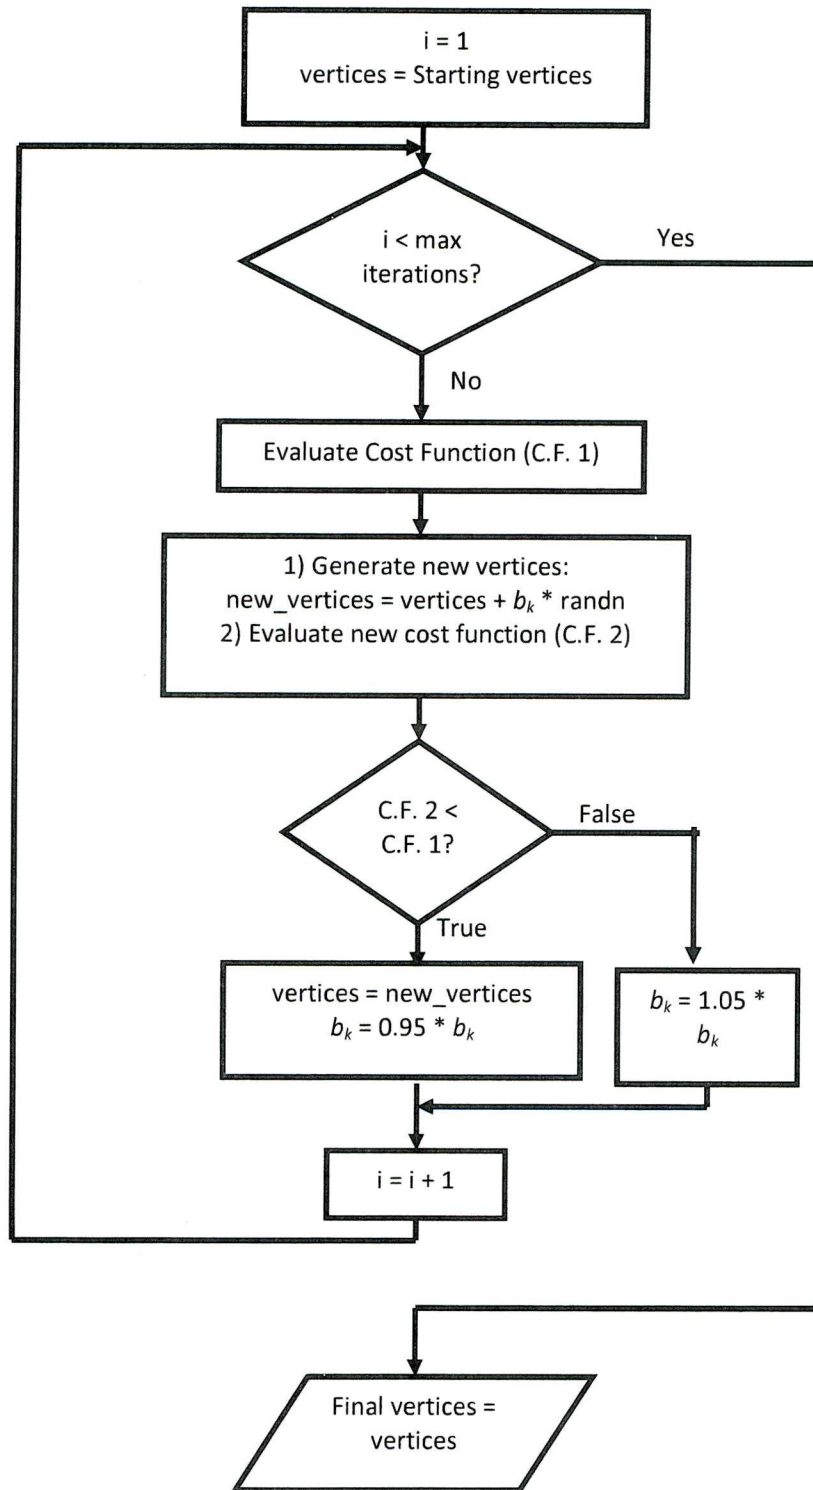 i = 1
vertices = Starting vertices
i < max
iterations?
Yes
No
Evaluate Cost Function (C.F. 1)
1) Generate new vertices:
new_vertices = vertices + bₖ * randn
2) Evaluate new cost function (C.F. 2)
C.F. 2 <
C.F. 1?
False
True
vertices = new_vertices
bₖ = 0.95 * bₖ
bₖ = 1.05 *
bₖ
i = i + 1
Final vertices =
vertices